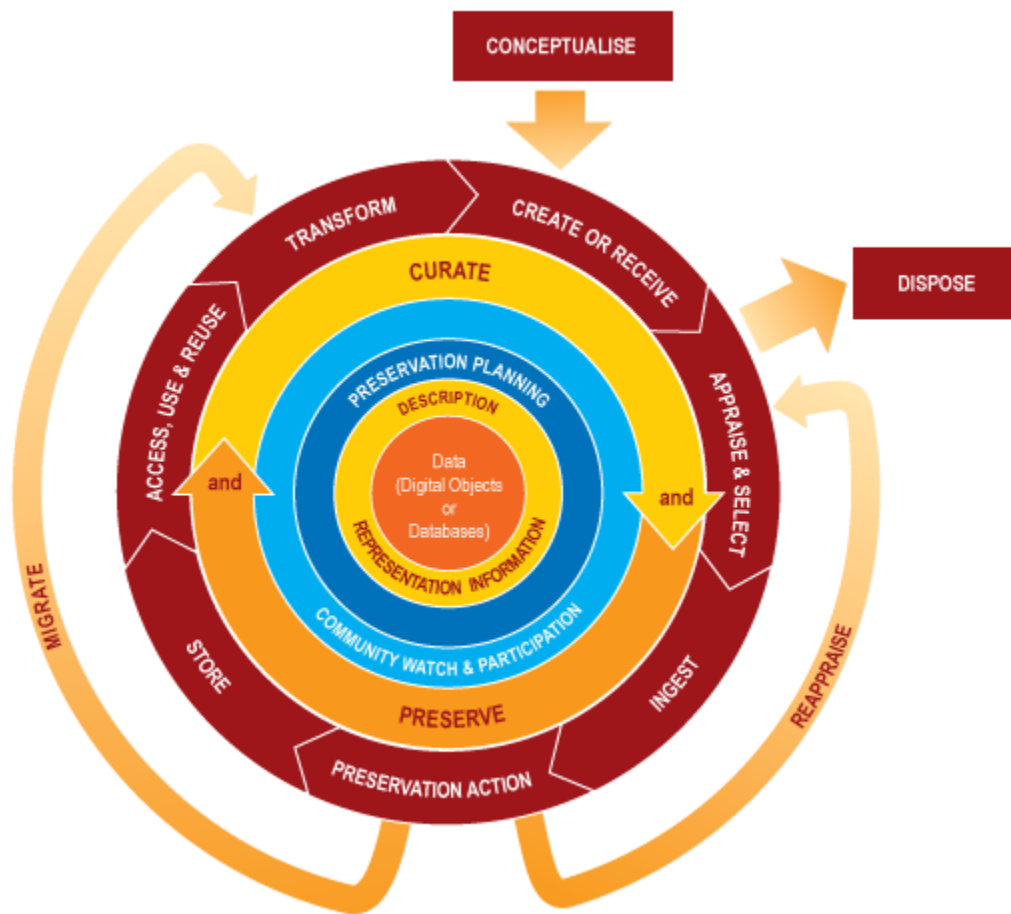 CONCEPTUALISE
CREATE OR RECEIVE
DISPOSE
APPRAISE & SELECT
REAPPRAISE
INGEST
PRESERVATION ACTION
STORE
MIGRATE
ACCESS, USE & REUSE
TRANSFORM
CURATE
and
PRESERVE
and
COMMUNITY WATCH & PARTICIPATION
PRESERVATION PLANNING
DESCRIPTION
REPRESENTATION INFORMATION
Data
(Digital Objects
or
Databases)